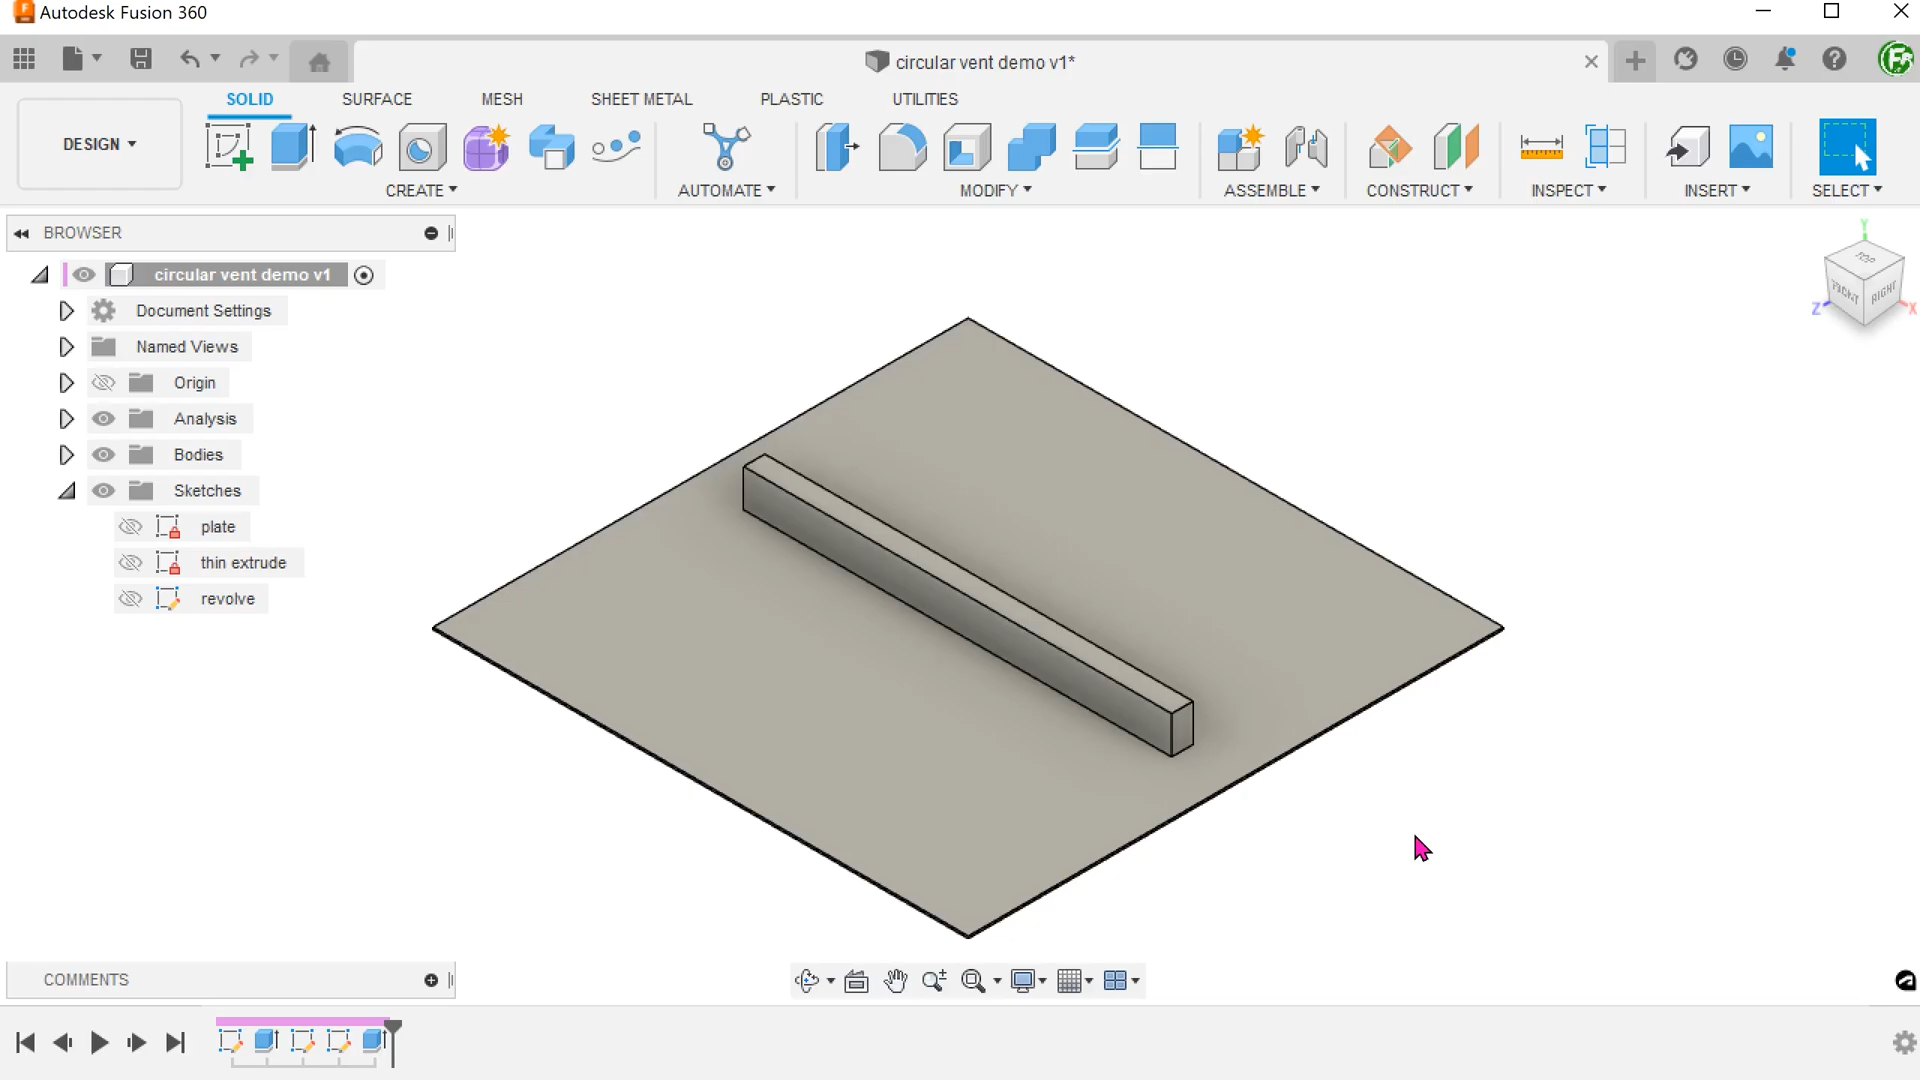 Autodesk Fusion 360
circular vent demo v1*
SOLID SURFACE MESH SHEET METAL PLASTIC UTILITIES
DESIGN
CREATE AUTOMATE MODIFY ASSEMBLE CONSTRUCT INSPECT INSERT SELECT
BROWSER
circular vent demo v1
Document Settings
Named Views
Origin
Analysis
Bodies
Sketches
plate
thin extrude
revolve
Y
TOP
FRONT RIGHT
Z X
COMMENTS